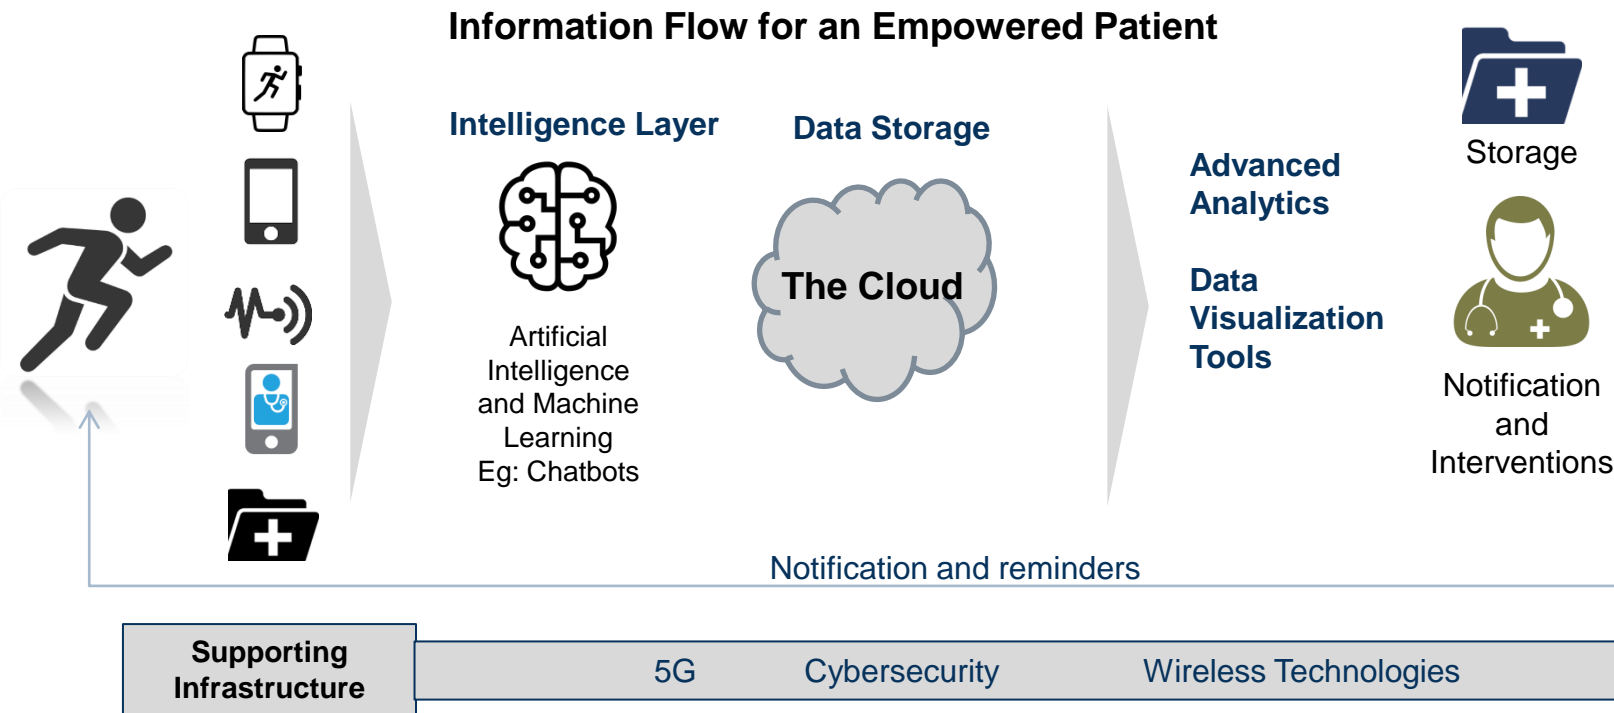 Information Flow for an Empowered Patient
Intelligence Layer
Artificial
Intelligence
and Machine
Learning
Eg: Chatbots
Data Storage
The Cloud
Advanced
Analytics
Data
Visualization
Tools
Storage
Notification
and
Interventions
Notification and reminders
Supporting
Infrastructure
5G
Cybersecurity
Wireless Technologies